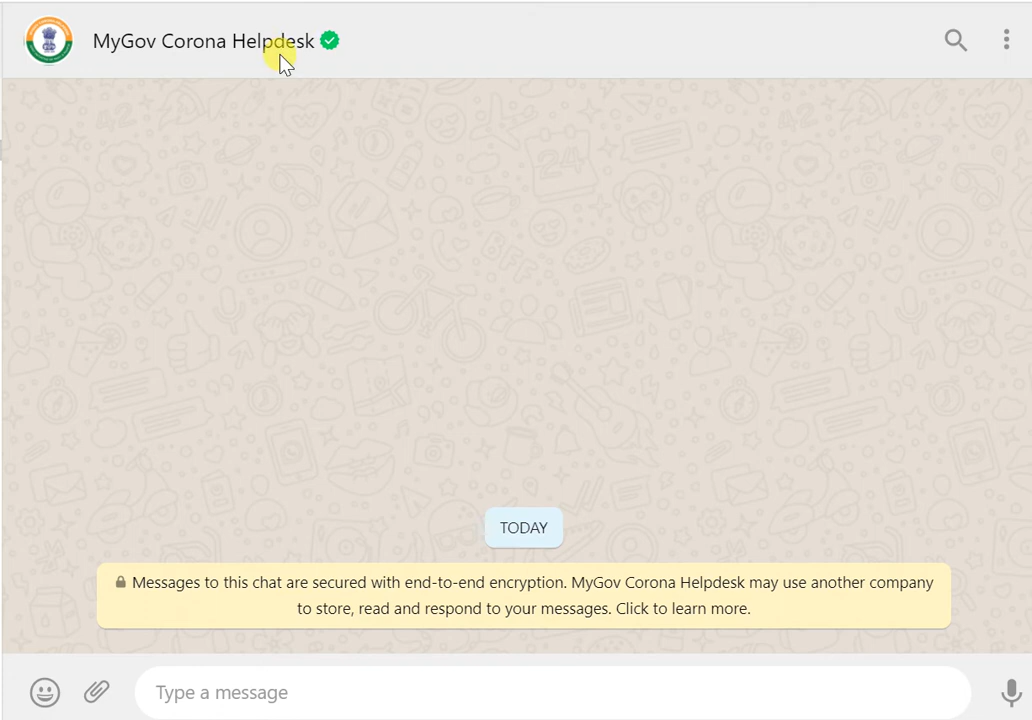 MyGov Corona Helpdesk
TODAY
Messages to this chat are secured with end-to-end encryption. MyGov Corona Helpdesk may use another company
to store, read and respond to your messages. Click to learn more.
Type a message